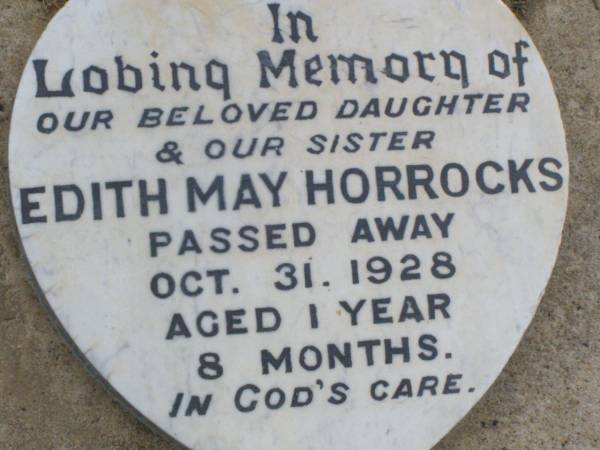 In
Loving Memory of
OUR BELOVED DAUGHTER
& OUR SISTER
EDITH MAY HORROCKS
PASSED AWAY
OCT. 31. 1928
AGED 1 YEAR
8 MONTHS.
IN GOD'S CARE.